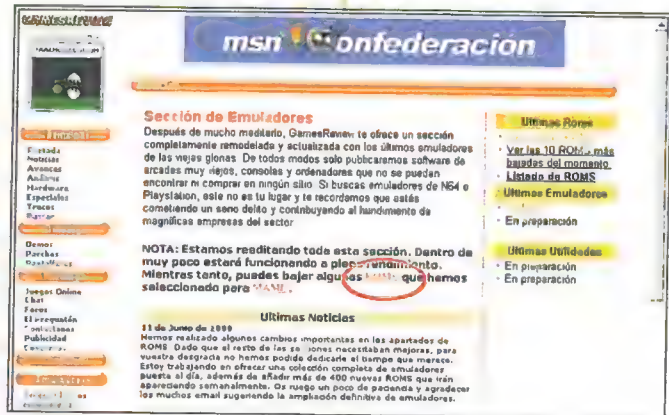 msn Confederación
Sección de Emuladores
Después de mucho meditarlo, GamesReview te ofrece un sección
completamente remodelada y actualizada con los últimos emuladores
de las viejas glorias. De todos modos solo publicaremos software de
arcades muy viejos, consolas y ordenadores que no se puedan
encontrar ni comprar en ningún sitio. Si buscas emuladores de N64 o
Playstation, este no es tu lugar y te recordamos que estás
cometiendo un serio delito y contribuyendo al hundimiento de
magníficas empresas del sector
NOTA: Estamos reeditando toda esta sección. Dentro de
muy poco estará funcionando a pleno rendimiento.
Mientras tanto, puedes bajar algunas que hemos
seleccionado para MAME.
Ultimas Noticias
11 de Junio de 2000
Hemos realizado algunos cambios importantes en los apartados de
ROMS. Dado que el resto de las secciones necesitaban mejoras, para
vuestra desgracia no hemos podido dedicarle el tiempo que merece.
Estoy trabajando en ofrecer una colección completa de emuladores
puesta al día, además de añadir más de 400 nuevas ROMS que irán
apareciendo semanalmente. Os ruego un poco de paciencia y agradecer
los muchos email sugeriendo la ampliación definitiva de emuladores.
Portada
Noticias
Avances
Análisis
Hardware
Especiales
Trucos
Buscar
Demos
Parches
Juegos Online
Chat
Foros
El preguntón
Contactanos
Publicidad
Ultimas Roms
Ver las 10 ROMs más
bajadas del momento
Listado de ROMS
Ultimas Emuladores
En preparación
Ultimas Utilidades
En preparación
En preparación